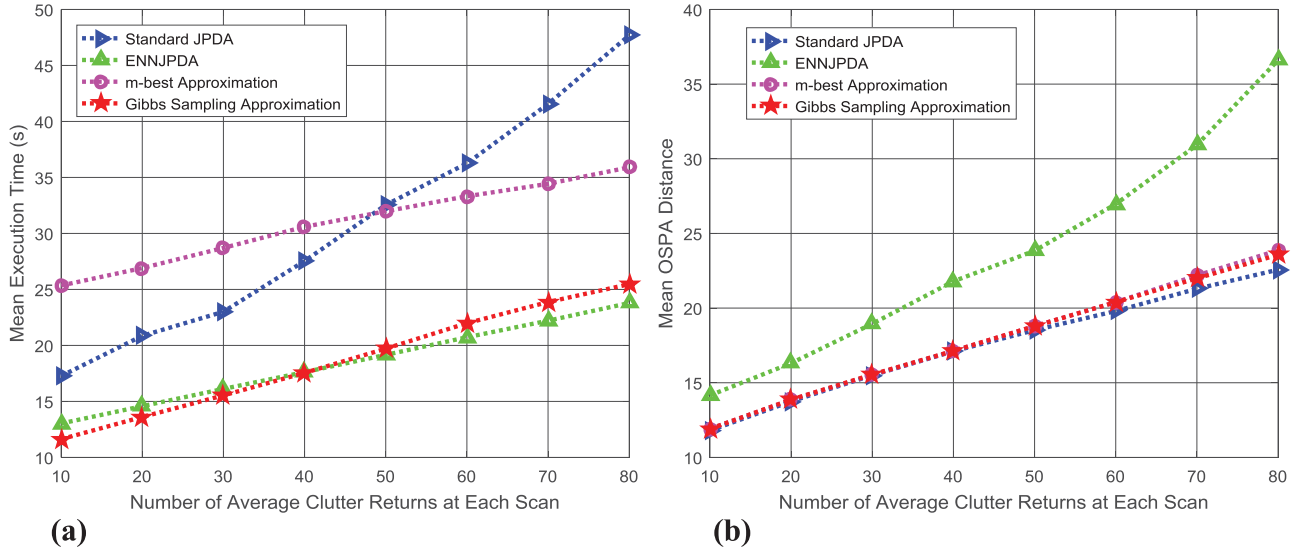 50
45
40
35
30
25
20
15
10
Mean Execution Time (s)
Standard JPDA
ENNJPDA
m-best Approximation
Gibbs Sampling Approximation
10 20 30 40 50 60 70 80
Number of Average Clutter Returns at Each Scan
(a)
40
35
30
25
20
15
10
Mean OSPA Distance
Standard JPDA
ENNJPDA
m-best Approximation
Gibbs Sampling Approximation
10 20 30 40 50 60 70 80
Number of Average Clutter Returns at Each Scan
(b)